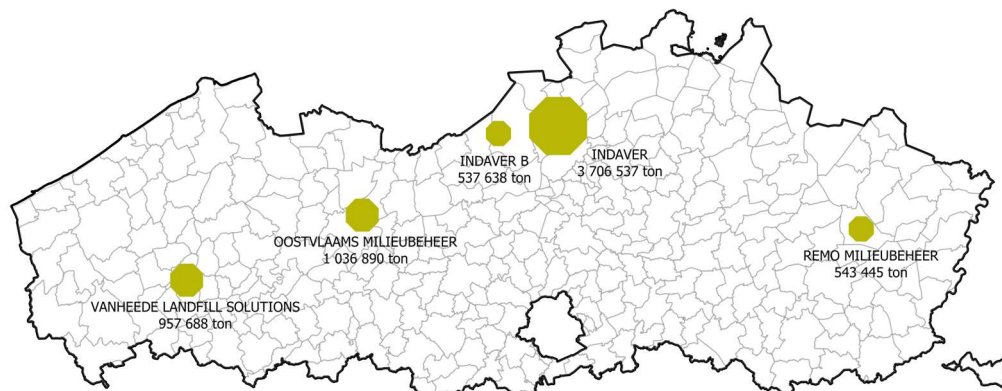 INDAVER B
537 638 ton
INDAVER
3 706 537 ton
OOSTVLAAMS MILIEUBEHEER
1 036 890 ton
REMO MILIEUBEHEER
543 445 ton
VANHEEDE LANDFILL SOLUTIONS
957 688 ton